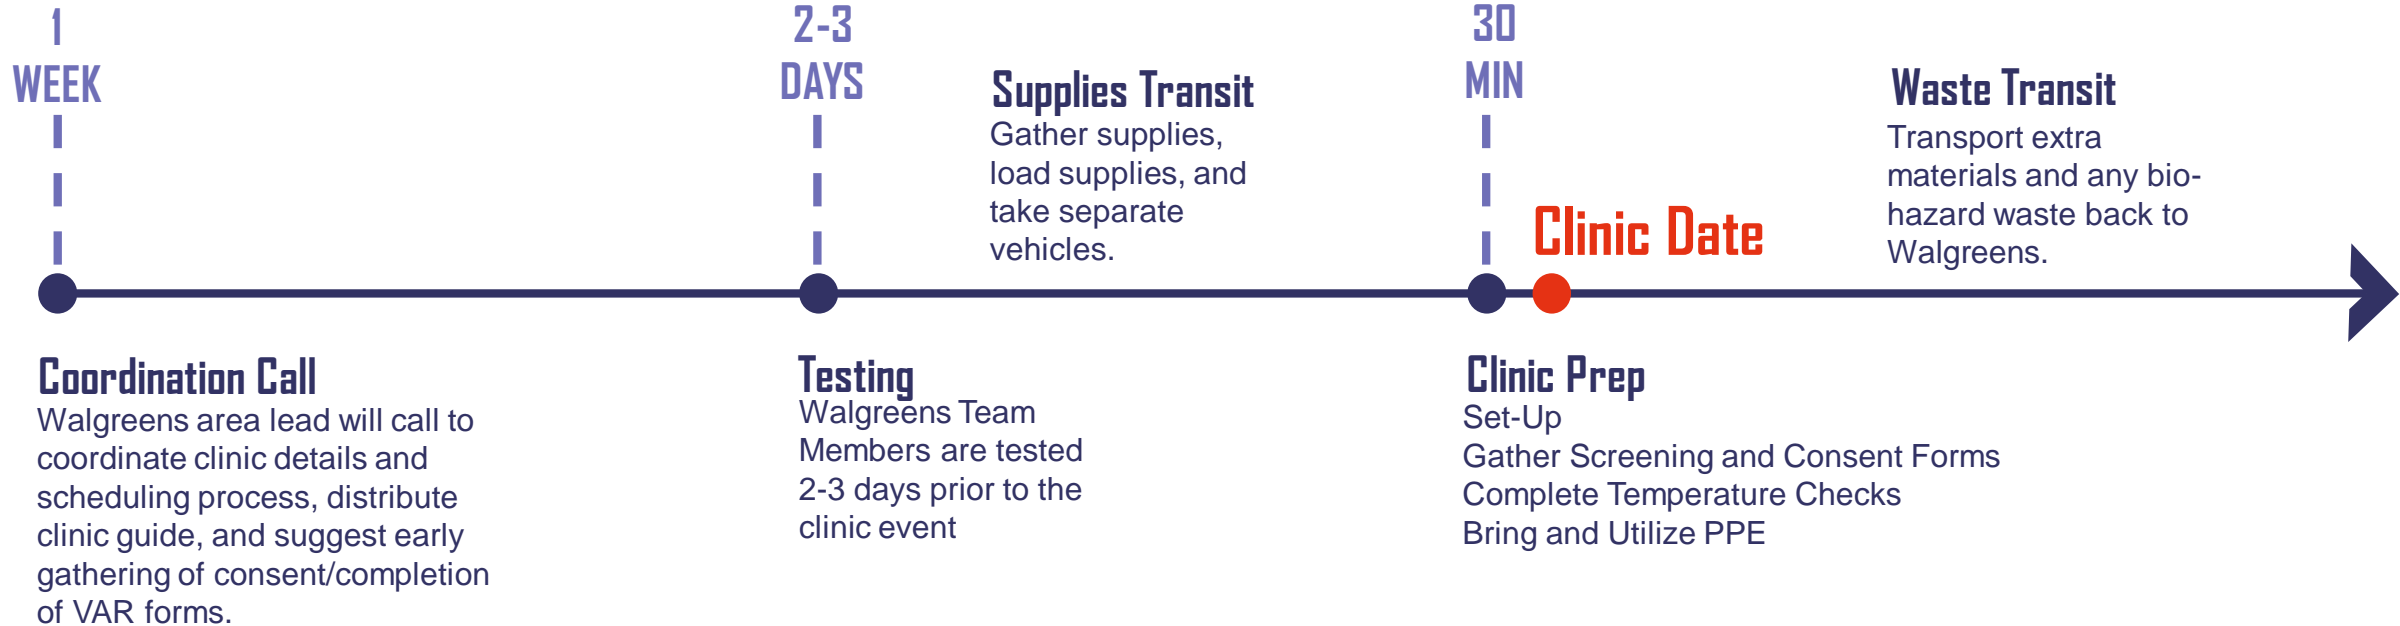 1
WEEK
2-3
DAYS
Supplies Transit
Gather supplies,
load supplies, and
take separate
vehicles.
30
MIN
Clinic Date
Waste Transit
Transport extra
materials and any bio-
hazard waste back to
Walgreens.
Coordination Call
Walgreens area lead will call to
coordinate clinic details and
scheduling process, distribute
clinic guide, and suggest early
gathering of consent/completion
of VAR forms.
Testing
Walgreens Team
Members are tested
2-3 days prior to the
clinic event
Clinic Prep
Set-Up
Gather Screening and Consent Forms
Complete Temperature Checks
Bring and Utilize PPE